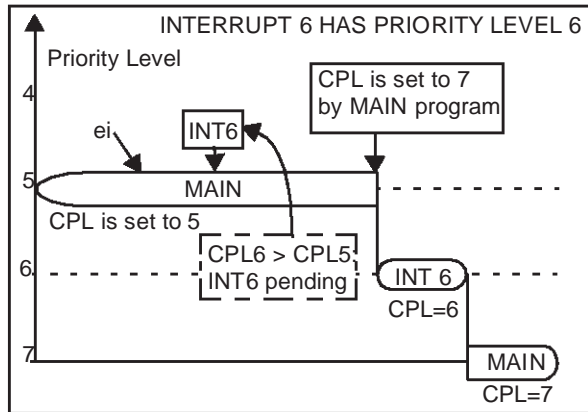 INTERRUPT 6 HAS PRIORITY LEVEL 6
Priority Level
CPL is set to 7
by MAIN program
4
ei
INT6
5
MAIN
CPL is set to 5
CPL6 > CPL5
INT6 pending
6
INT 6
CPL=6
7
MAIN
CPL=7